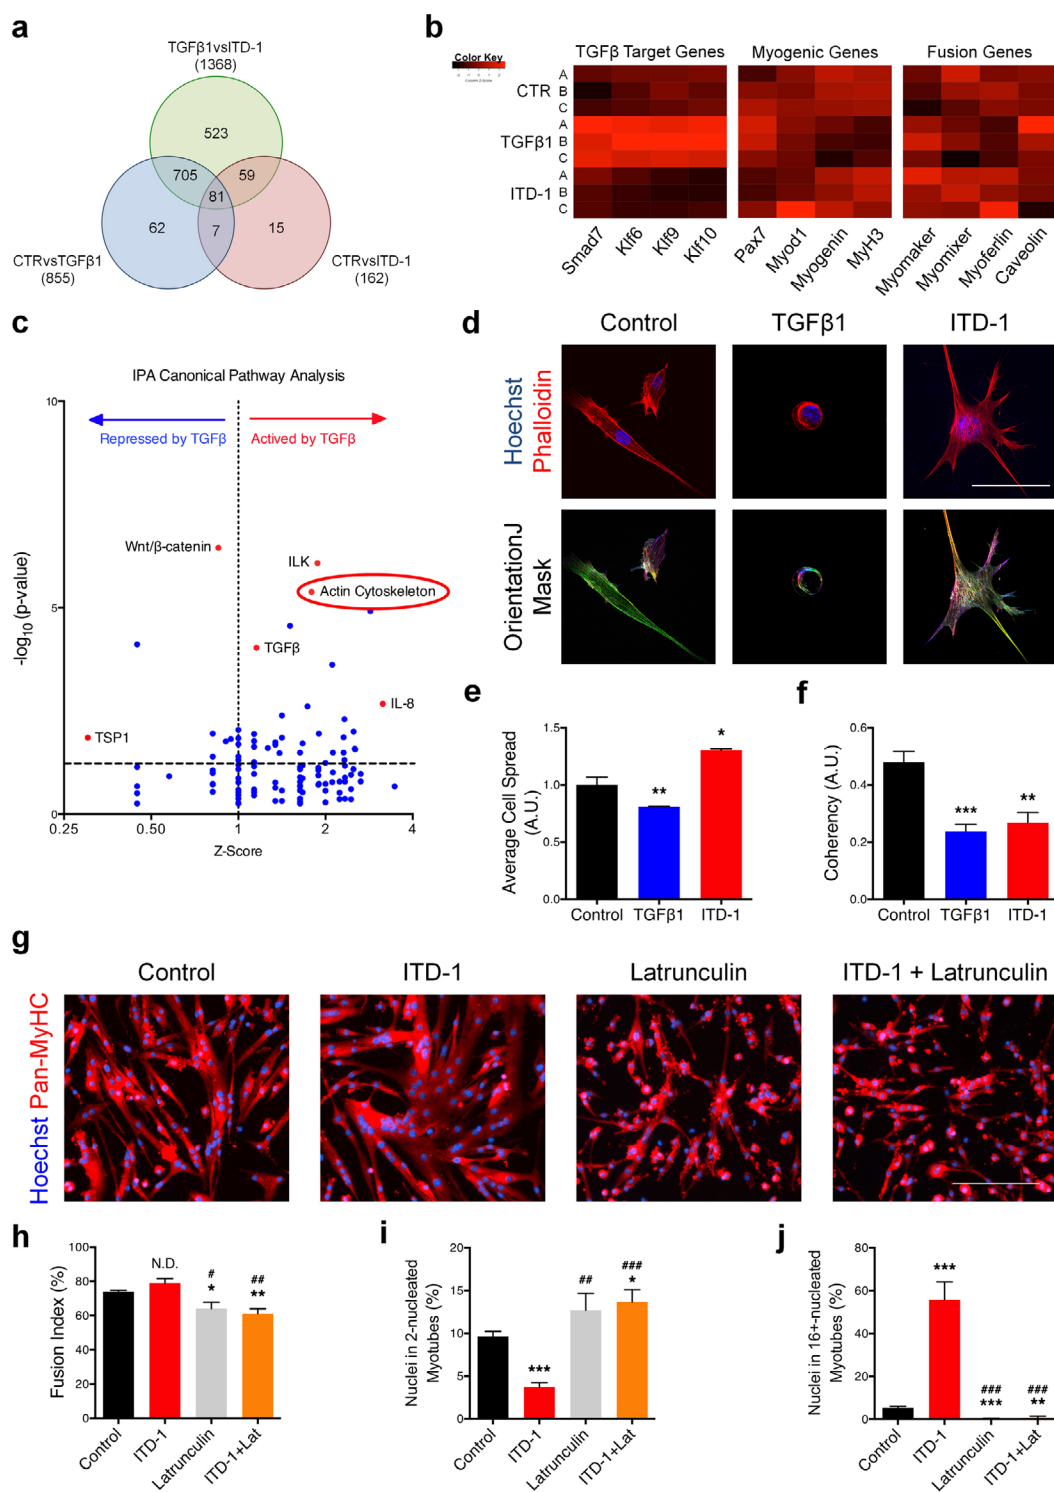 a
TGFβ1vsITD-1
(1368)
523
705
59
81
62
7
15
CTRvsTGFβ1
(855)
CTRvsITD-1
(162)
b
Color Key
TGFβ Target Genes
Myogenic Genes
Fusion Genes
CTR
A
B
C
TGFβ1
A
B
C
ITD-1
A
B
C
Smad7
Klf6
Klf9
Klf10
Pax7
Myod1
Myogenin
MyH3
Myomaker
Myomixer
Myoferlin
Caveolin
c
IPA Canonical Pathway Analysis
Repressed by TGFβ
Actived by TGFβ
Wnt/β-catenin
ILK
Actin Cytoskeleton
TGFβ
IL-8
TSP1
-log10 (p-value)
10
5
0
0.25
0.50
1
2
4
Z-Score
d
Control
TGFβ1
ITD-1
Hoechst
Phalloidin
OrientationJ
Mask
e
Average Cell Spread
(A.U.)
1.5
1.0
0.5
0.0
**
*
Control
TGFβ1
ITD-1
f
Coherency (A.U.)
0.6
0.4
0.2
0.0
***
**
Control
TGFβ1
ITD-1
g
Control
ITD-1
Latrunculin
ITD-1 + Latrunculin
Hoechst Pan-MyHC
h
Fusion Index (%)
100
80
60
40
20
0
N.D.
#
*
##
**
Control
ITD-1
Latrunculin
ITD-1+Lat
i
Nuclei in 2-nucleated
Myotubes (%)
20
15
10
5
0
***
##
###
*
Control
ITD-1
Latrunculin
ITD-1+Lat
j
Nuclei in 16+-nucleated
Myotubes (%)
80
60
40
20
0
***
###
***
###
**
Control
ITD-1
Latrunculin
ITD-1+Lat